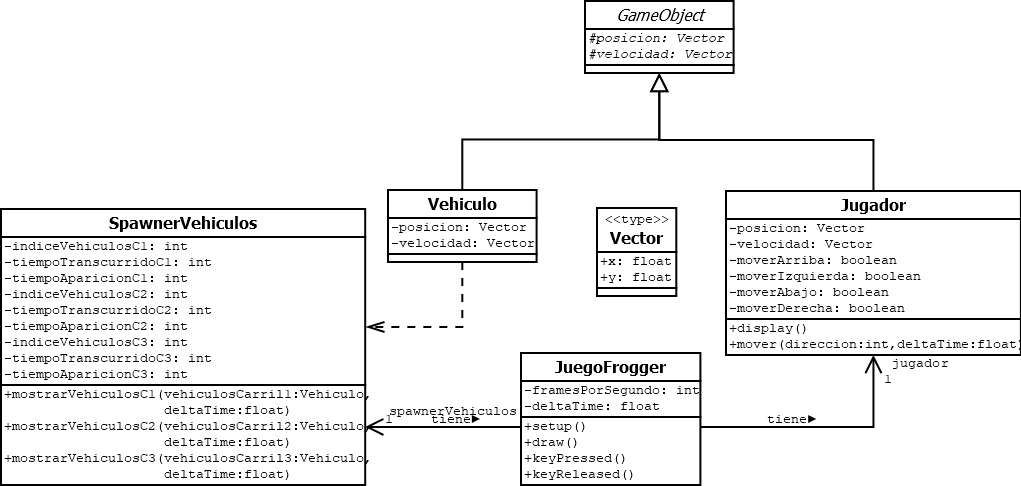 GameObject
#posicion: Vector
#velocidad: Vector
Vehiculo
-posicion: Vector
-velocidad: Vector
<<type>>
Vector
+x: float
+y: float
Jugador
-posicion: Vector
-velocidad: Vector
-moverArriba: boolean
-moverIzquierda: boolean
-moverAbajo: boolean
-moverDerecha: boolean
+display()
+mover(direccion:int,deltaTime:float)
SpawnerVehiculos
-indiceVehiculosC1: int
-tiempoTranscurridoC1: int
-tiempoAparicionC1: int
-indiceVehiculosC2: int
-tiempoTranscurridoC2: int
-tiempoAparicionC2: int
-indiceVehiculosC3: int
-tiempoTranscurridoC3: int
-tiempoAparicionC3: int
+mostrarVehiculosC1(vehiculosCarril1:Vehiculo,
deltaTime:float)
+mostrarVehiculosC2(vehiculosCarril2:Vehiculo,
deltaTime:float)
+mostrarVehiculosC3(vehiculosCarril3:Vehiculo,
deltaTime:float)
spawnerVehiculos
1
tiene▶
JuegoFrogger
-framesPorSegundo: int
-deltaTime: float
+setup()
+draw()
+keyPressed()
+keyReleased()
tiene▶
jugador
1